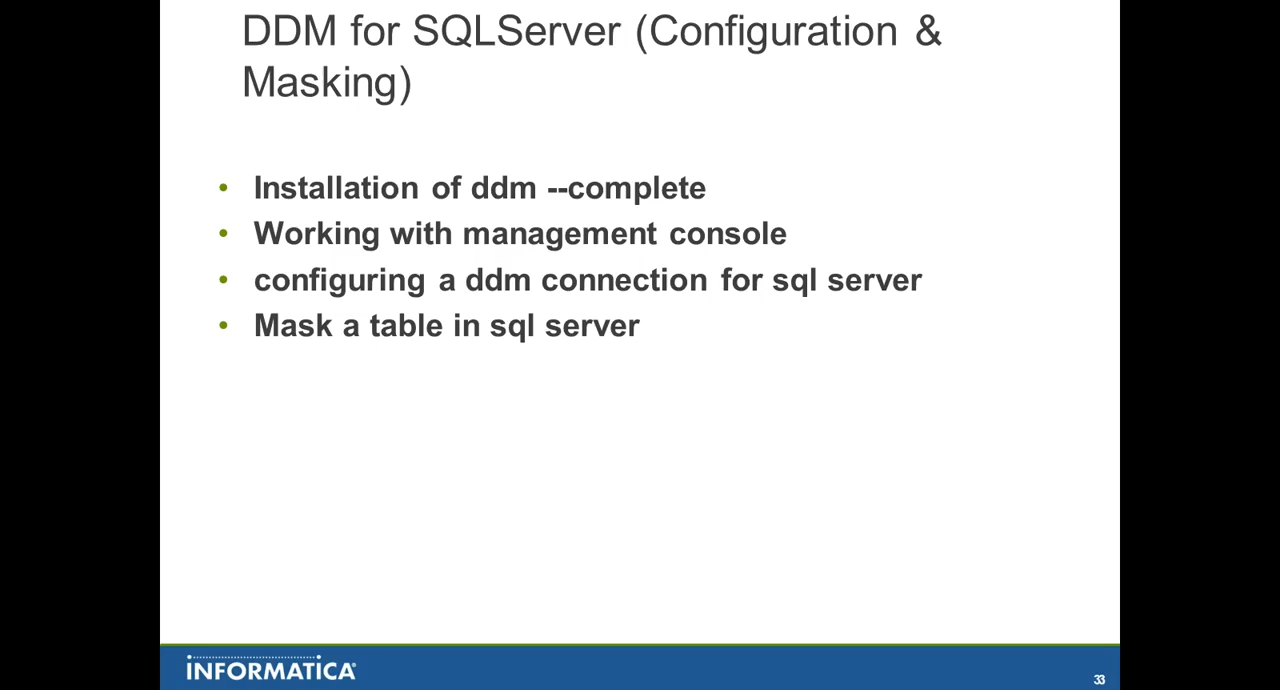 DDM for SQLServer (Configuration &
Masking)
• Installation of ddm --complete
• Working with management console
• configuring a ddm connection for sql server
• Mask a table in sql server
INFORMATICA®
33